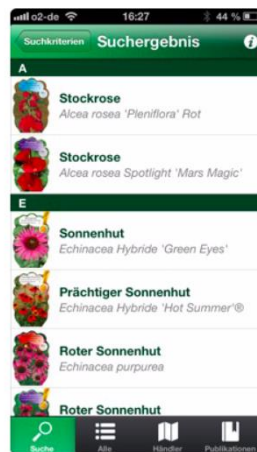 o2-de 16:27 44 %
Suchkriterien Suchergebnis i
A
Stockrose
Alcea rosea 'Pleniflora' Rot
Stockrose
Alcea rosea Spotlight 'Mars Magic'
E
Sonnenhut
Echinacea Hybride 'Green Eyes'
Prächtiger Sonnenhut
Echinacea Hybride 'Hot Summer'®
Roter Sonnenhut
Echinacea purpurea
Roter Sonnenhut
Suche Alle Händler Publikationen